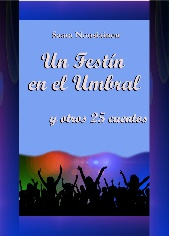 Un Festín
en el Umbral
y otros 25 cuentos